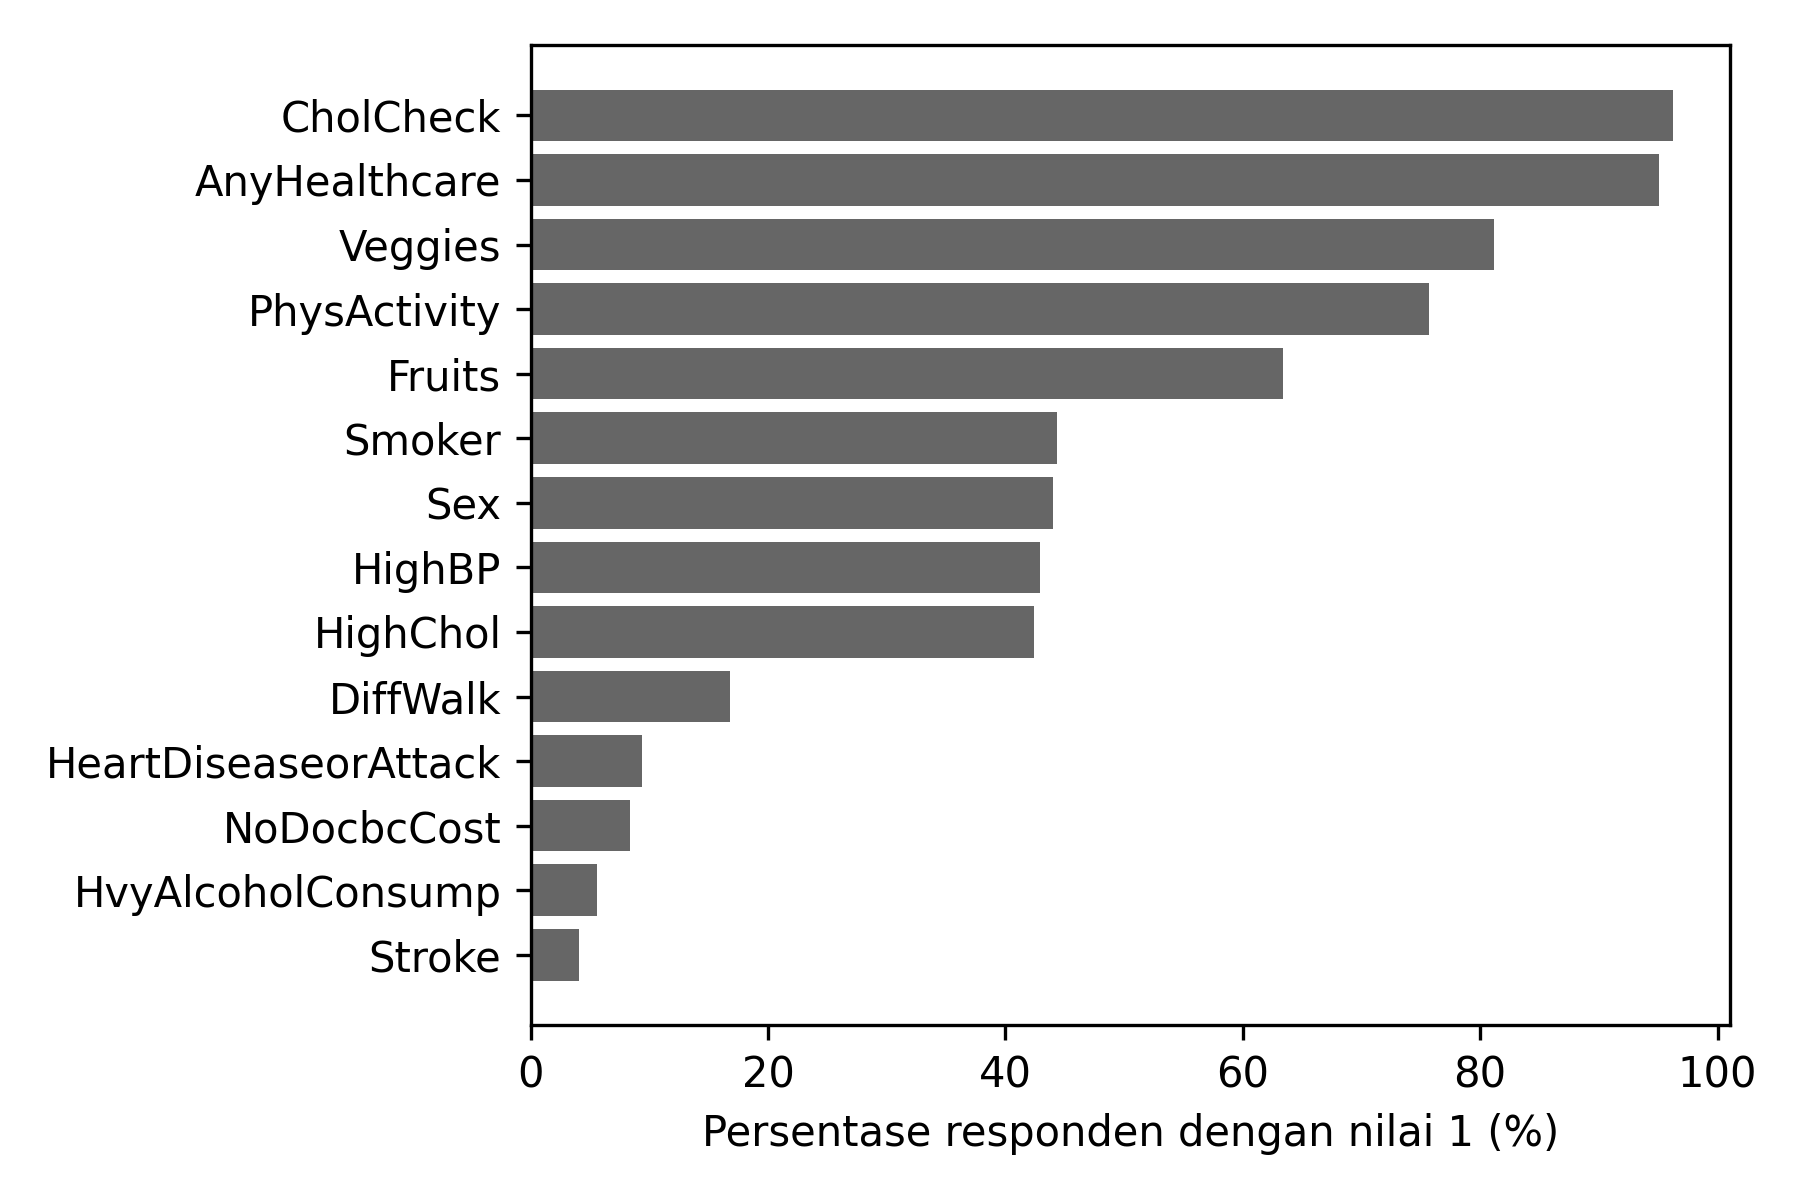 CholCheck
AnyHealthcare
Veggies
PhysActivity
Fruits
Smoker
Sex
HighBP
HighChol
DiffWalk
HeartDiseaseorAttack
NoDocbcCost
HvyAlcoholConsump
Stroke
0 20 40 60 80 100
Persentase responden dengan nilai 1 (%)